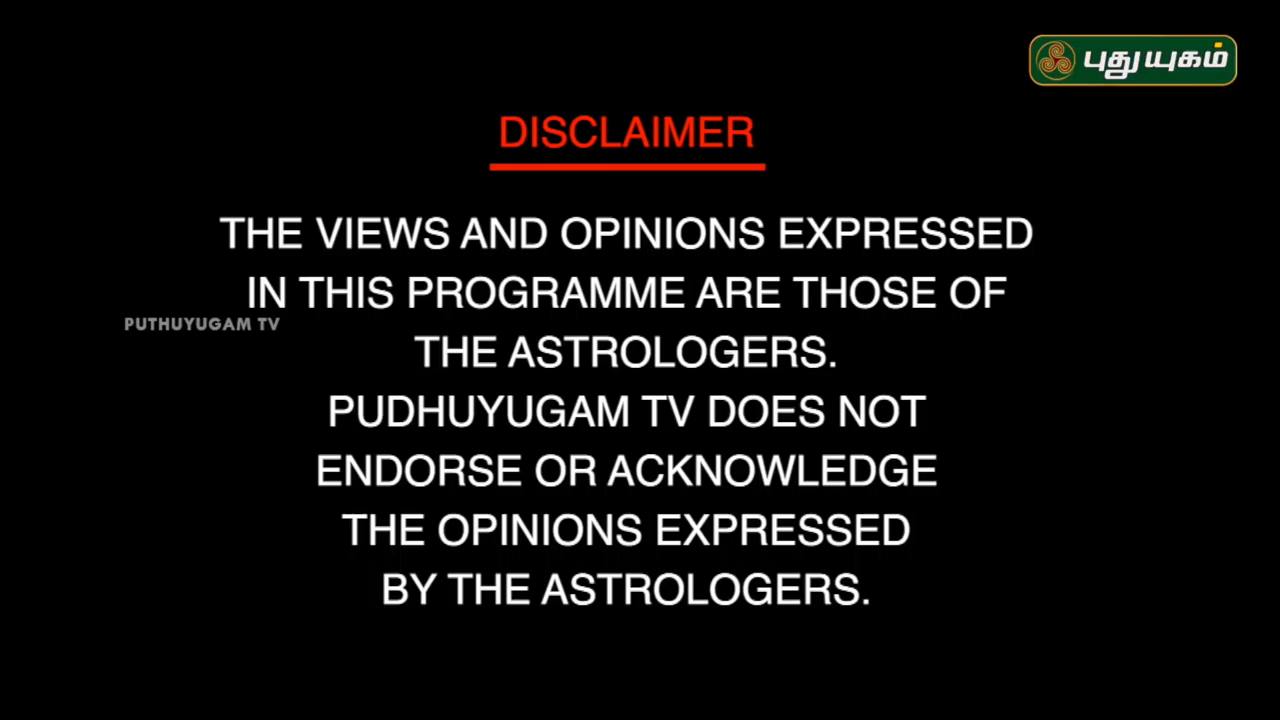 புதுயுகம்
DISCLAIMER
THE VIEWS AND OPINIONS EXPRESSED
IN THIS PROGRAMME ARE THOSE OF
PUTHUYUGAM TV
THE ASTROLOGERS.
PUDHUYUGAM TV DOES NOT
ENDORSE OR ACKNOWLEDGE
THE OPINIONS EXPRESSED
BY THE ASTROLOGERS.